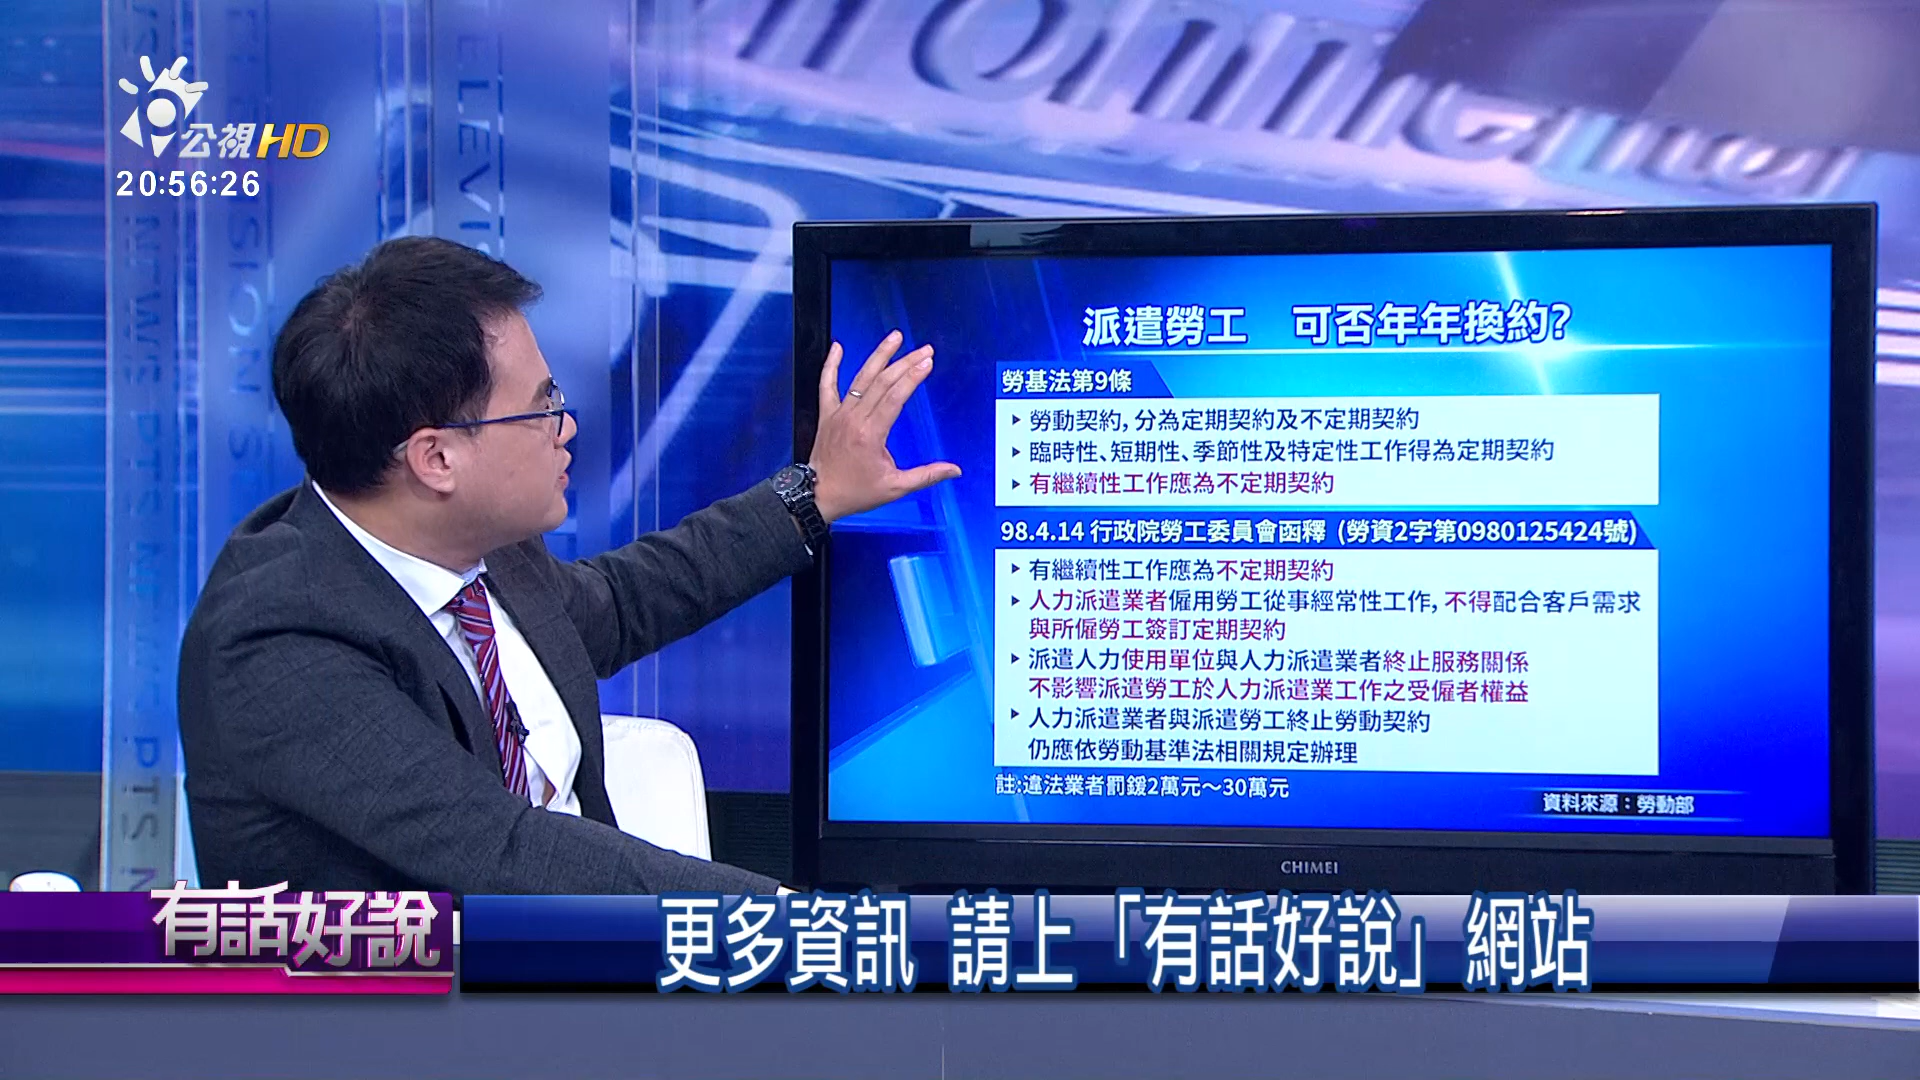 公視HD
20:56:26
派遣勞工 可否年年換約?
勞基法第9條
勞動契約,分為定期契約及不定期契約
臨時性、短期性、季節性及特定性工作得為定期契約
有繼續性工作應為不定期契約
98.4.14 行政院勞工委員會函釋 (勞資2字第0980125424號)
有繼續性工作應為不定期契約
人力派遣業者僱用勞工從事經常性工作,不得配合客戶需求
與所僱勞工簽訂定期契約
派遣人力使用單位與人力派遣業者終止服務關係
不影響派遣勞工於人力派遣業工作之受僱者權益
人力派遣業者與派遣勞工終止勞動契約
仍應依勞動基準法相關規定辦理
註:違法業者罰鍰2萬元～30萬元
資料來源：勞動部
CHIMEI
有話好說
更多資訊 請上「有話好說」網站